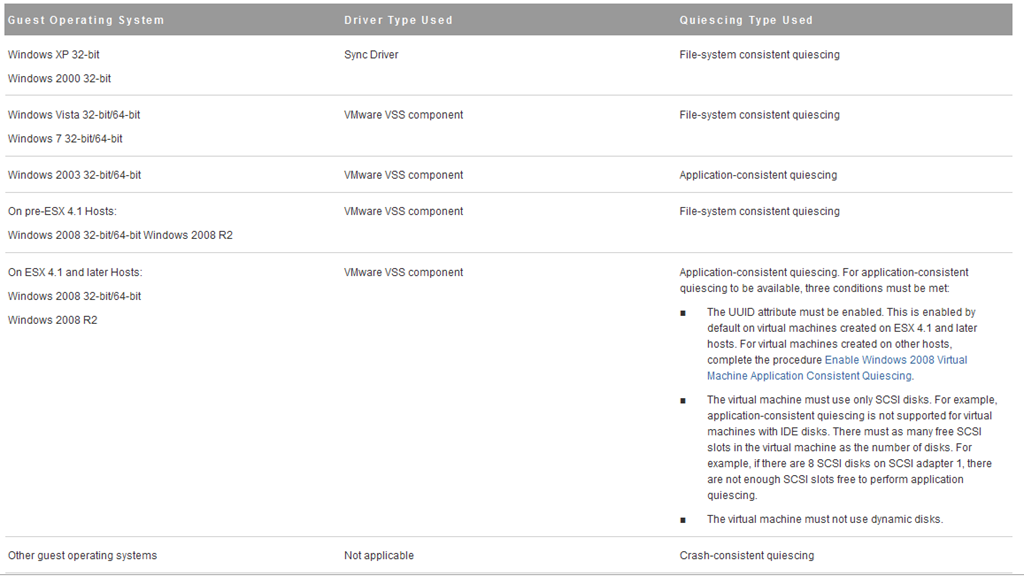 Guest Operating System Driver Type Used Quiescing Type Used
Windows XP 32-bit Sync Driver File-system consistent quiescing
Windows 2000 32-bit
Windows Vista 32-bit/64-bit VMware VSS component File-system consistent quiescing
Windows 7 32-bit/64-bit
Windows 2003 32-bit/64-bit VMware VSS component Application-consistent quiescing
On pre-ESX 4.1 Hosts: VMware VSS component File-system consistent quiescing
Windows 2008 32-bit/64-bit Windows 2008 R2
On ESX 4.1 and later Hosts: VMware VSS component Application-consistent quiescing. For application-consistent
quiescing to be available, three conditions must be met:
Windows 2008 32-bit/64-bit
Windows 2008 R2
■ The UUID attribute must be enabled. This is enabled by
default on virtual machines created on ESX 4.1 and later
hosts. For virtual machines created on other hosts,
complete the procedure Enable Windows 2008 Virtual
Machine Application Consistent Quiescing.
■ The virtual machine must use only SCSI disks. For example,
application-consistent quiescing is not supported for virtual
machines with IDE disks. There must as many free SCSI
slots in the virtual machine as the number of disks. For
example, if there are 8 SCSI disks on SCSI adapter 1, there
are not enough SCSI slots free to perform application
quiescing.
■ The virtual machine must not use dynamic disks.
Other guest operating systems Not applicable Crash-consistent quiescing